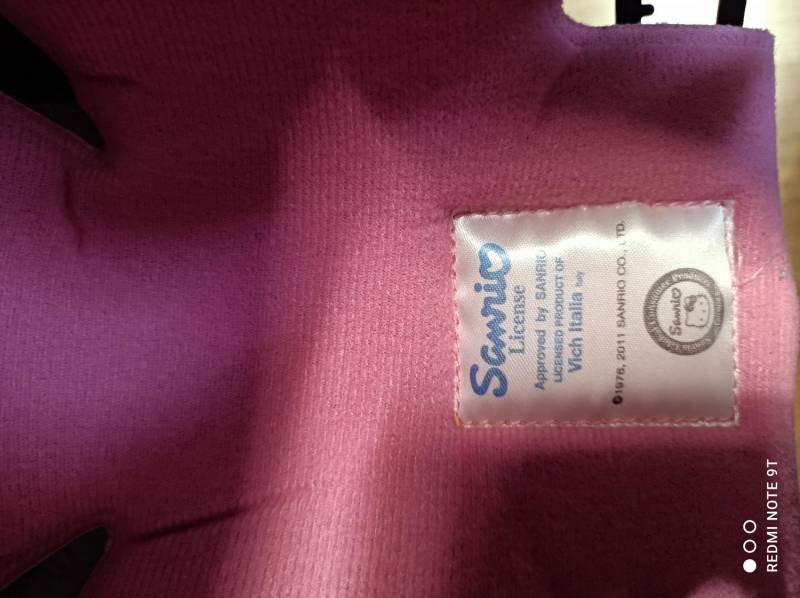 Sanrio
License
Approved by SANRIO
LICENSED PRODUCT OF
Vich Italia Italy
©1976, 2011 SANRIO CO., LTD.
Sanrio
REDMI NOTE 9T